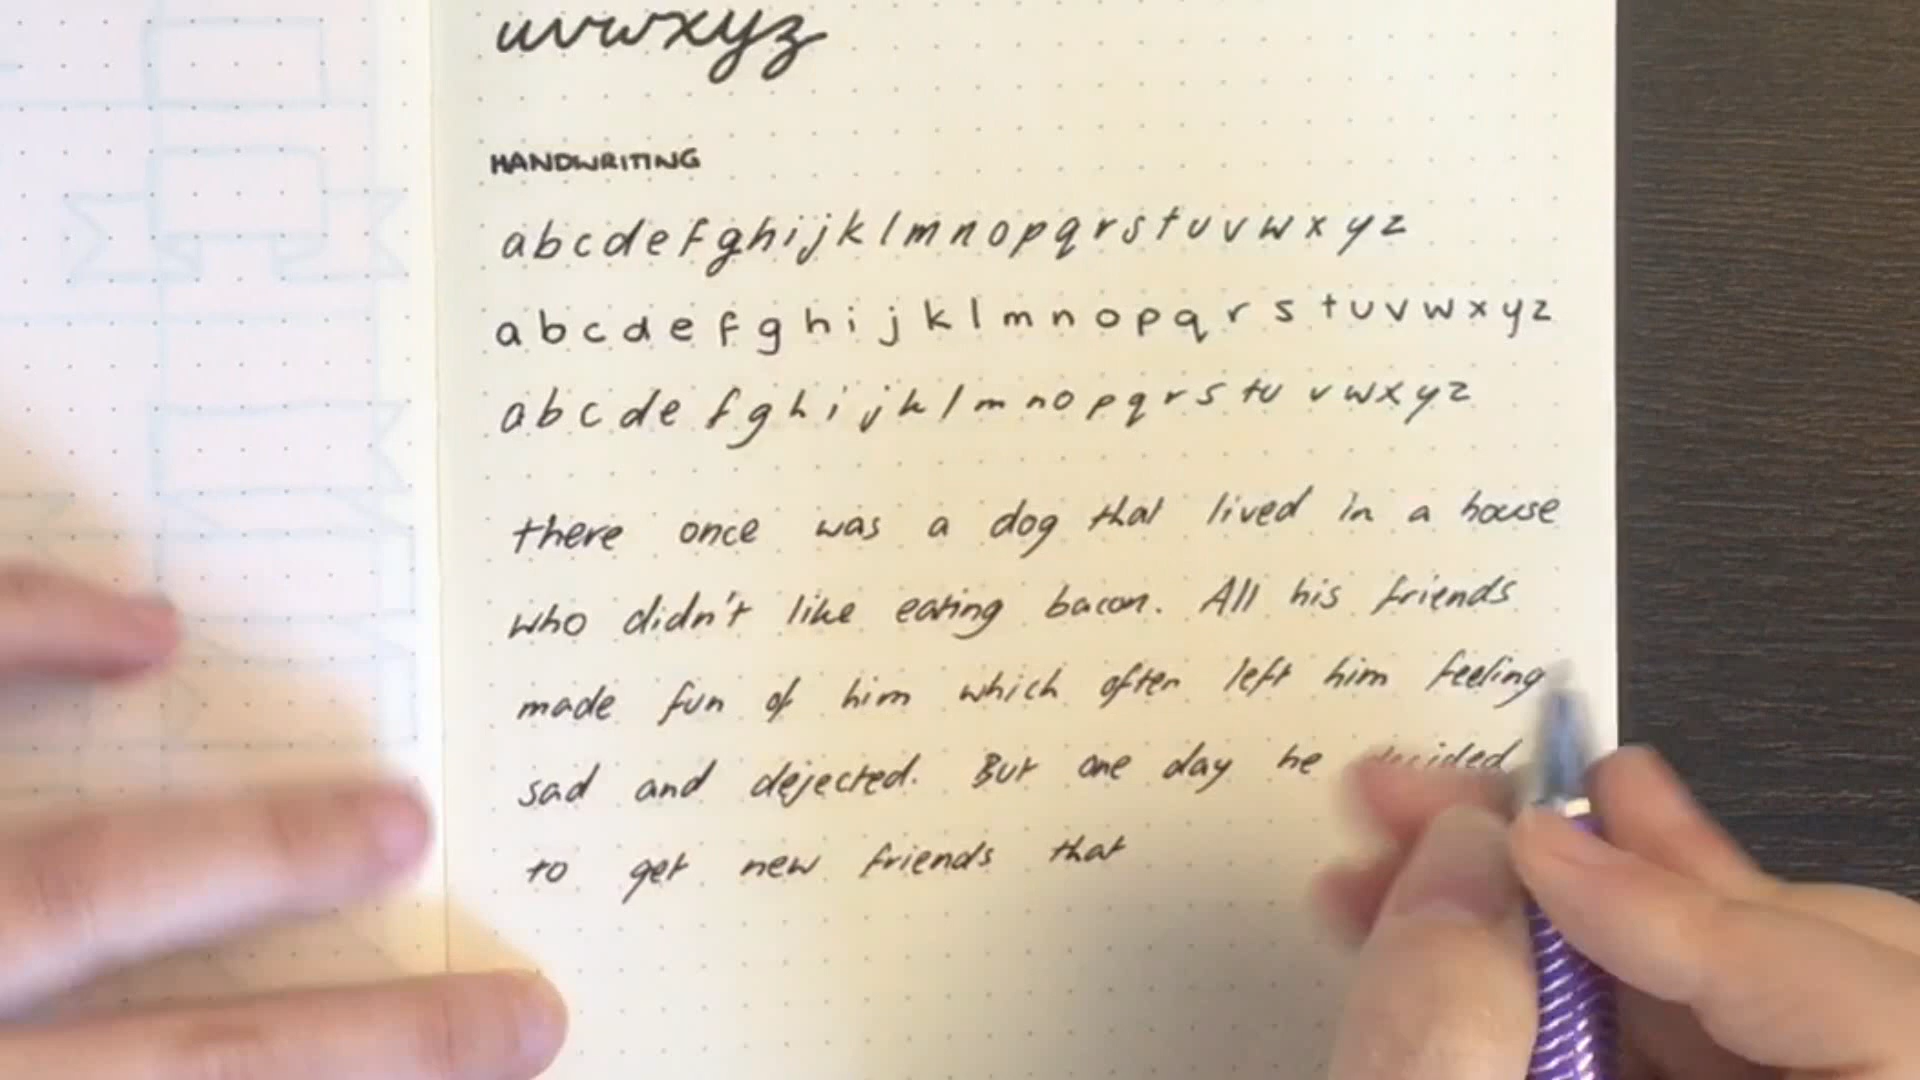 uvwxyz
HANDWRITING
abcdefghijklmnopqrstuvwxyz
abcdefghijklmnopqrstuvwxyz
abcdefghijklmnopqrstuvwxyz
there once was a dog that lived in a house
who didn't like eating bacon. All his friends
made fun of him which often left him feeling
sad and dejected. But one day he decided
to get new friends that